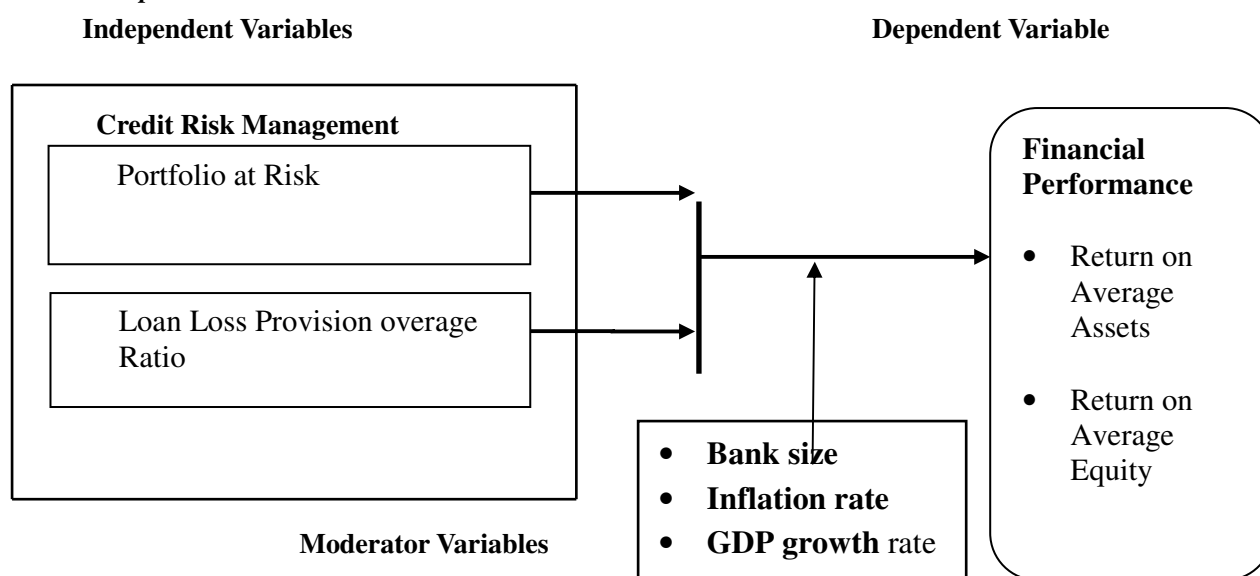 Independent Variables
Dependent Variable
Credit Risk Management
Portfolio at Risk
Loan Loss Provision overage
Ratio
Financial
Performance
• Return on
Average
Assets
• Return on
Average
Equity
• Bank size
• Inflation rate
• GDP growth rate
Moderator Variables